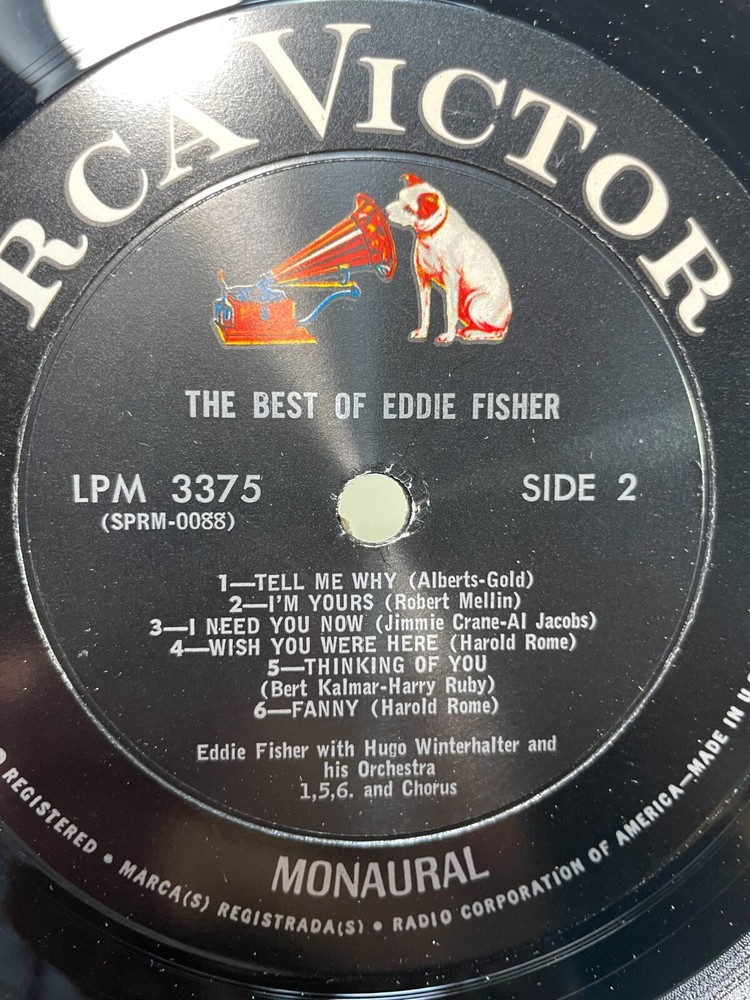 RCA VICTOR
THE BEST OF EDDIE FISHER
LPM 3375
(SPRM-0088)
SIDE 2
1—TELL ME WHY (Alberts-Gold)
2—I'M YOURS (Robert Mellin)
3—I NEED YOU NOW (Jimmie Crane-Al Jacobs)
4—WISH YOU WERE HERE (Harold Rome)
5—THINKING OF YOU
(Bert Kalmar-Harry Ruby)
6—FANNY (Harold Rome)
Eddie Fisher with Hugo Winterhalter and
his Orchestra
1,5,6. and Chorus
MONAURAL
REGISTERED • MARCA(S) REGISTRADA(S) • RADIO CORPORATION OF AMERICA—MADE IN